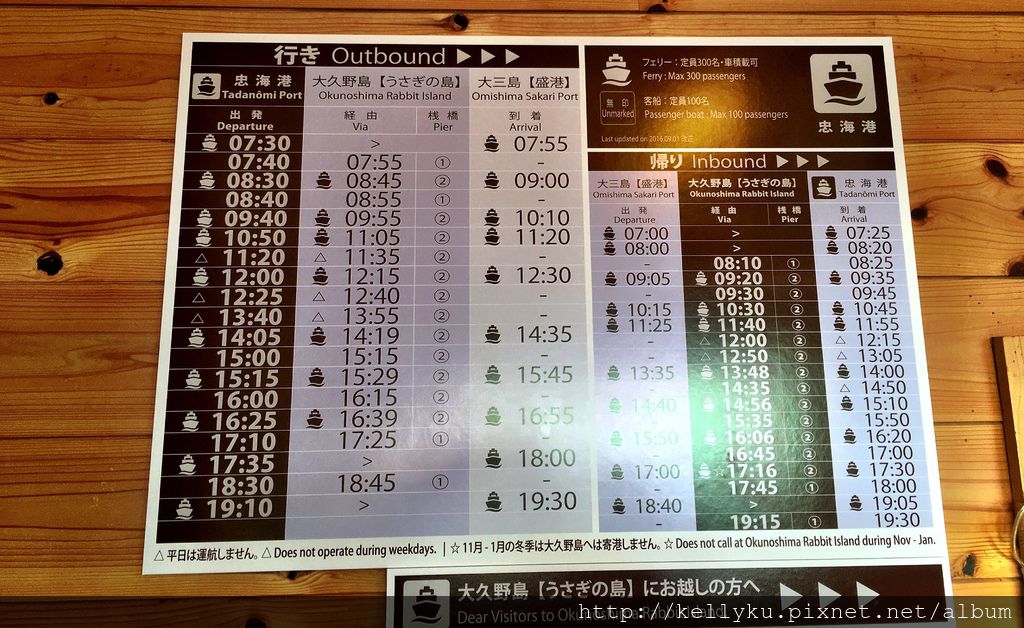 行き Outbound ▶ ▶ ▶
忠海港 大久野島【うさぎの島】 大三島【盛港】
Tadanōmi Port Okunoshima Rabbit Island Omishima Sakari Port
出発 経由 桟橋 到着
Departure Via Pier Arrival
07:30 > 07:55
07:40 07:55 ① –
08:30 08:45 ② 09:00
08:40 08:55 ① –
09:40 09:55 ② 10:10
10:50 11:05 ② 11:20
△ 11:20 △ 11:35 ② –
12:00 12:15 ② 12:30
△ 12:25 △ 12:40 ② –
△ 13:40 △ 13:55 ② –
14:05 14:19 ② 14:35
15:00 15:15 ② –
15:15 15:29 ② 15:45
16:00 16:15 ② –
16:25 16:39 ② 16:55
17:10 17:25 ① –
17:35 > 18:00
18:30 18:45 ① –
19:10 > 19:30
フェリー：定員300名・車積載可
Ferry : Max 300 passengers
無印 客船：定員100名
Unmarked Passenger boat : Max 100 passengers
忠海港
Last updated on 2016.09.01 改正
帰り Inbound ▶ ▶ ▶
大三島【盛港】 大久野島【うさぎの島】 忠海港
Omishima Sakari Port Okunoshima Rabbit Island Tadanōmi Port
出発 経由 桟橋 到着
Departure Via Pier Arrival
07:00 > 07:25
08:00 > 08:20
– 08:10 ① 08:25
09:05 09:20 ② 09:35
– 09:30 ② 09:45
10:15 10:30 ② 10:45
11:25 11:40 ② 11:55
– △ 12:00 ② △ 12:15
– △ 12:50 ② △ 13:05
13:35 13:48 ② 14:00
– 14:35 ② △ 14:50
14:40 14:56 ② 15:10
– 15:35 ② 15:50
15:50 16:06 ② 16:20
– 16:45 ② 17:00
17:00 ☆ 17:16 ② 17:30
– 17:45 ① 18:00
18:40 > 19:05
– 19:15 ① 19:30
△ 平日は運航しません。 △ Does not operate during weekdays. | ☆ 11月 - 1月の冬季は大久野島へは寄港しません。 ☆ Does not call at Okunoshima Rabbit Island during Nov - Jan.
大久野島【うさぎの島】にお越しの方へ ▶ ▶ ▶
Dear Visitors to Okunoshima Rabbit Island
http://kellyku.pixnet.net/album